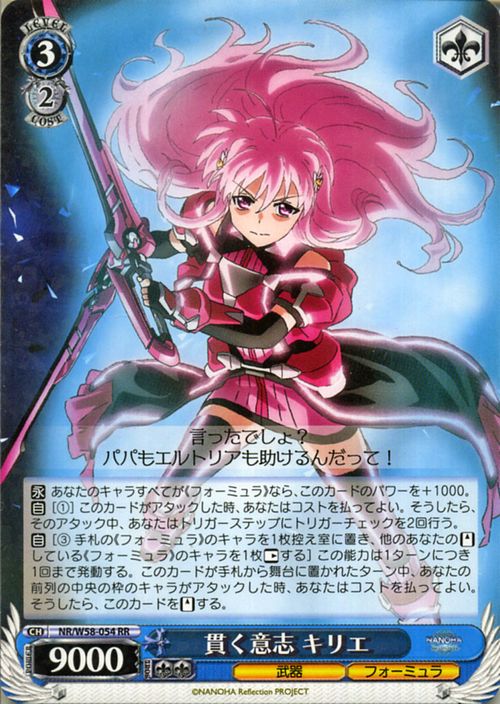 LEVEL
3
2
COST
言ったでしょ?
パパもエルトリアも助けるんだって!
永 あなたのキャラすべてが《フォーミュラ》なら、このカードのパワーを+1000。
自 [①] このカードがアタックした時、あなたはコストを払ってよい。そうしたら、
そのアタック中、あなたはトリガーステップにトリガーチェックを2回行う。
自 [③ 手札の《フォーミュラ》のキャラを1枚控え室に置き、他のあなたの
している《フォーミュラ》のキャラを1枚する] この能力は1ターンにつき
1回まで発動する。このカードが手札から舞台に置かれたターン中、あなたの
前列の中央の枠のキャラがアタックした時、あなたはコストを払ってよい。そ
うしたら、このカードをする。
CH NR/W58-054 RR
貫く意志 キリエ
POWER
9000
SOUL
武器
フォーミュラ
NANOHA
©NANOHA Reflection PROJECT